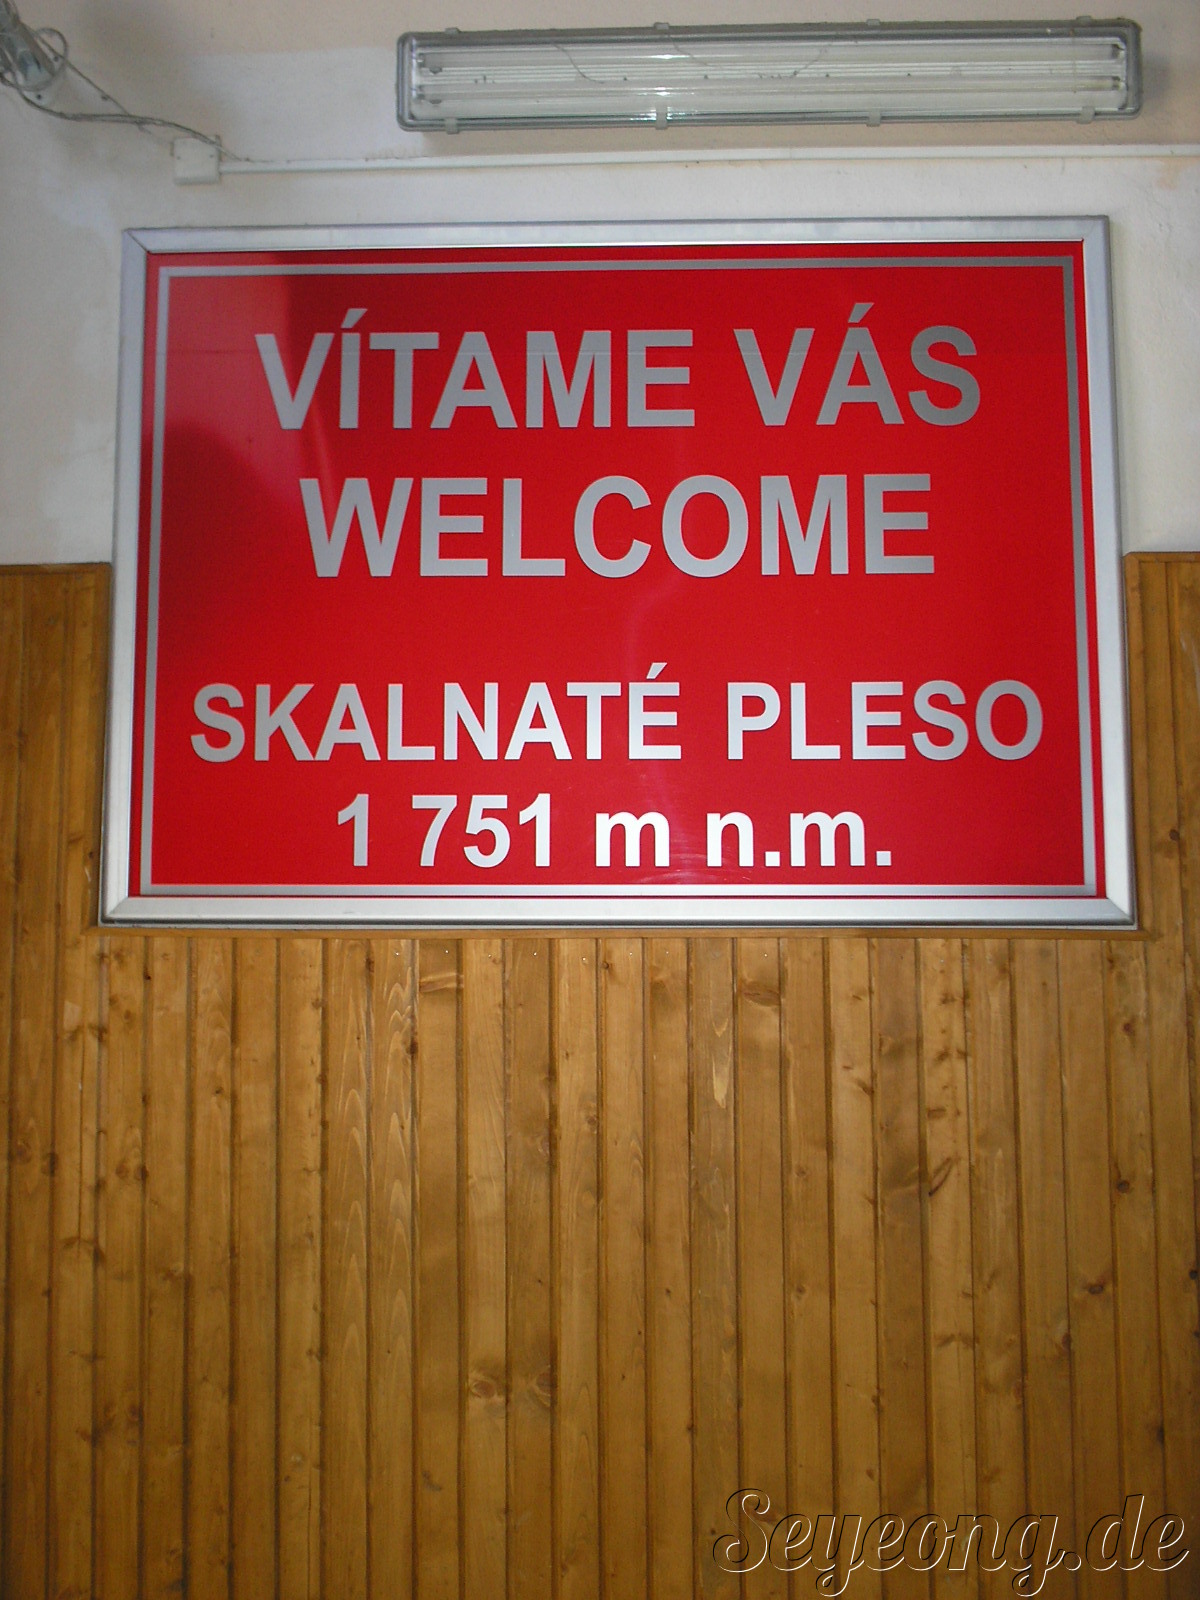 VÍTAME VÁS
WELCOME
SKALNATÉ PLESO
1 751 m n.m.
Seyeong.de